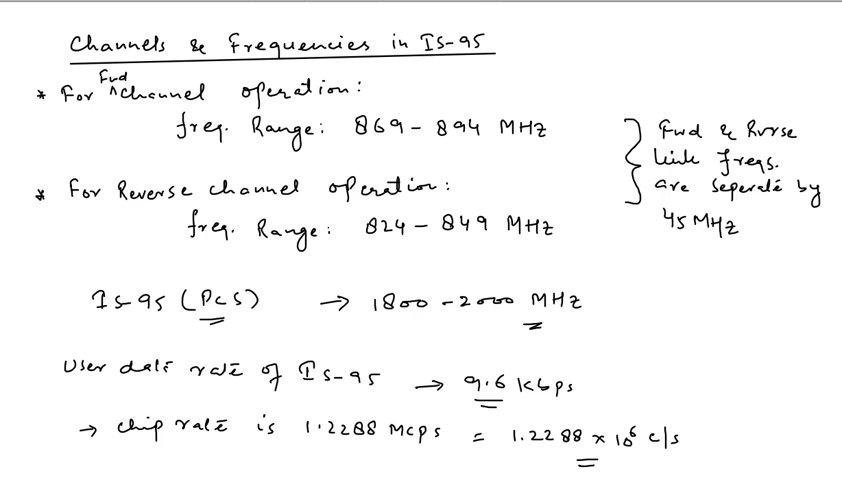 Channels & Frequencies in IS-95
* For Fwd channel operation:
freq. Range: 869 - 894 MHZ
* For Reverse channel operation:
freq. Range: 824 - 849 MHZ
} Fwd & Rvrse
link freqs.
are seperate by
45 MHZ
IS-95 (PCS) → 1800 - 2000 MHZ
User data rate of IS-95 → 9.6 kbps
→ chip rate is 1.2288 Mcps = 1.2288 × 10⁶ c/s